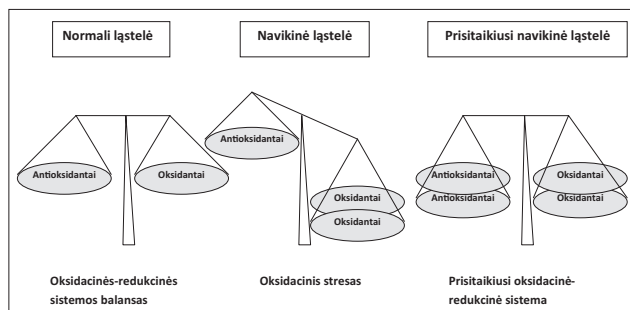 Normali ląstelė
Navikinė ląstelė
Prisitaikiusi navikinė ląstelė
Antioksidantai
Oksidantai
Antioksidantai
Oksidantai
Oksidantai
Antioksidantai
Antioksidantai
Oksidantai
Oksidantai
Oksidacinės-redukcinės
sistemos balansas
Oksidacinis stresas
Prisitaikiusi oksidacinė-
redukcinė sistema